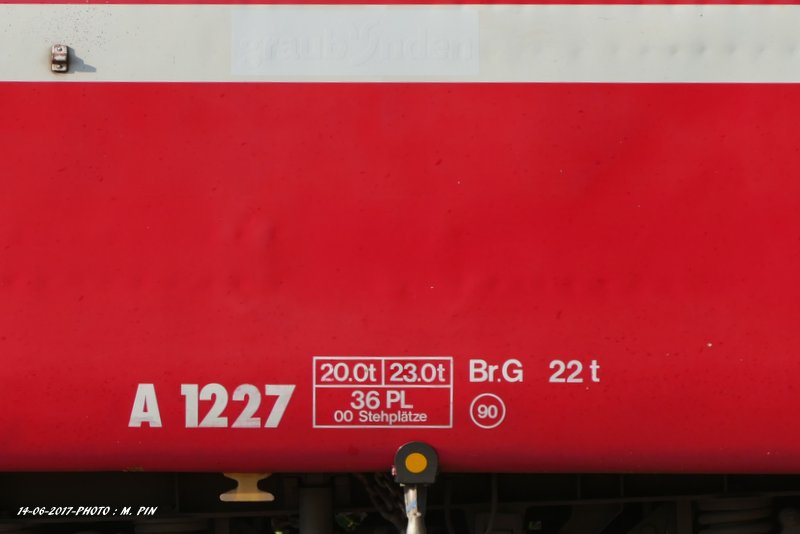 graubünden
20.0t 23.0t Br.G 22 t
A 1227 36 PL 90
00 Stehplätze
14-06-2017-PHOTO : M. PIN